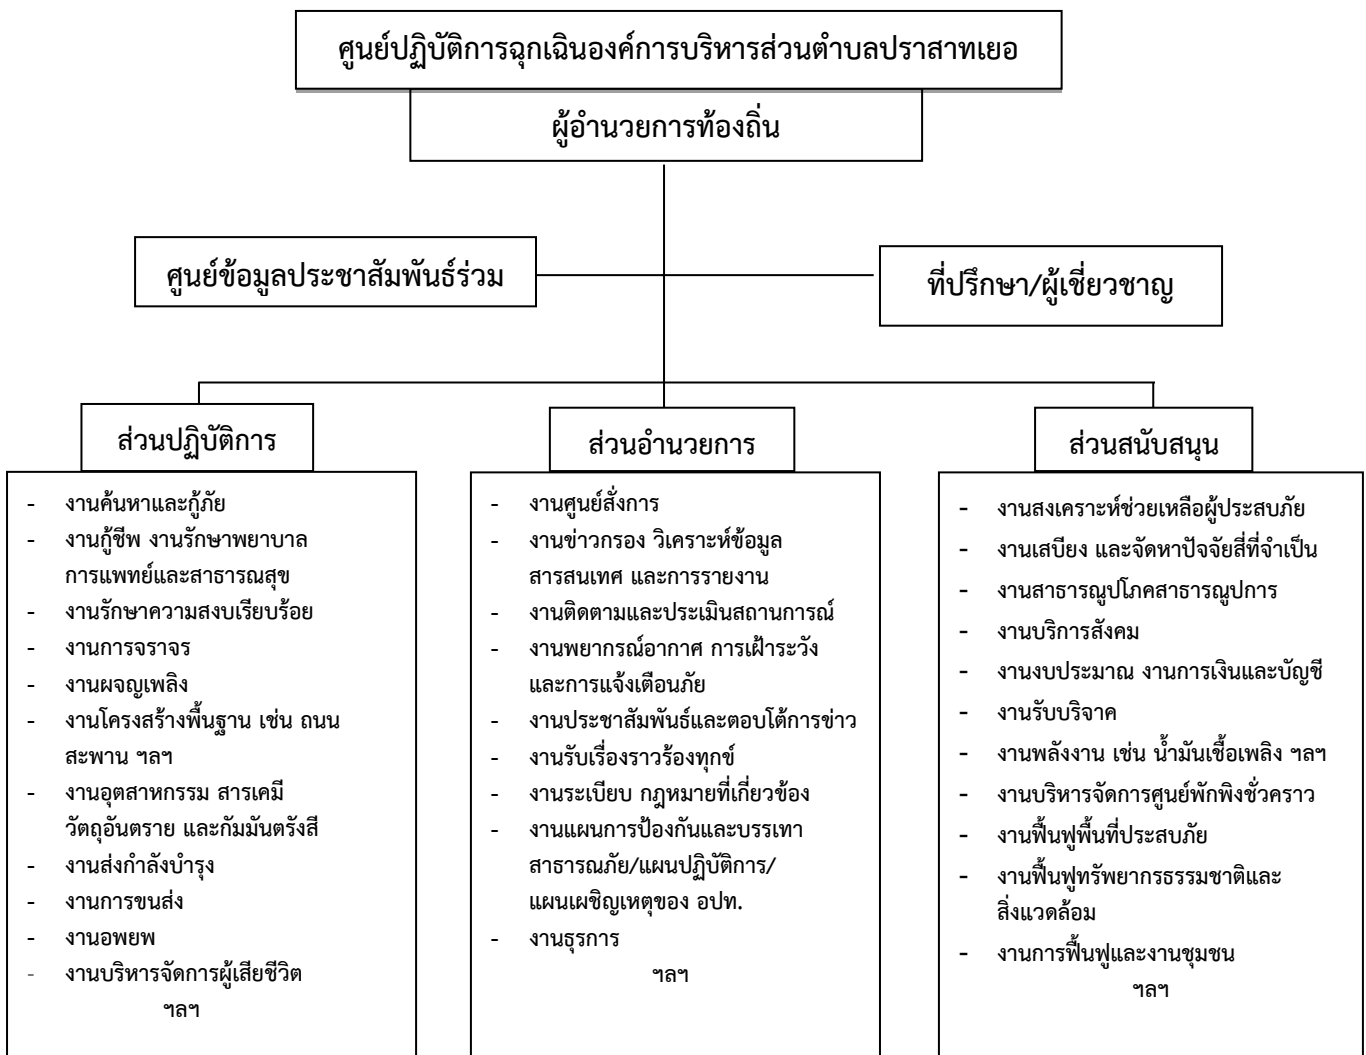 ศูนย์ปฏิบัติการฉุกเฉินองค์การบริหารส่วนตำบลปราสาทเยอ
ผู้อำนวยการท้องถิ่น
ศูนย์ข้อมูลประชาสัมพันธ์ร่วม
ที่ปรึกษา/ผู้เชี่ยวชาญ
ส่วนปฏิบัติการ
- งานค้นหาและกู้ภัย
- งานกู้ชีพ งานรักษาพยาบาล
การแพทย์และสาธารณสุข
- งานรักษาความสงบเรียบร้อย
- งานการจราจร
- งานผจญเพลิง
- งานโครงสร้างพื้นฐาน เช่น ถนน
สะพาน ฯลฯ
- งานอุตสาหกรรม สารเคมี
วัตถุอันตราย และกัมมันตรังสี
- งานส่งกำลังบำรุง
- งานการขนส่ง
- งานอพยพ
- งานบริหารจัดการผู้เสียชีวิต
ฯลฯ
ส่วนอำนวยการ
- งานศูนย์สั่งการ
- งานข่าวกรอง วิเคราะห์ข้อมูล
สารสนเทศ และการรายงาน
- งานติดตามและประเมินสถานการณ์
- งานพยากรณ์อากาศ การเฝ้าระวัง
และการแจ้งเตือนภัย
- งานประชาสัมพันธ์และตอบโต้การข่าว
- งานรับเรื่องราวร้องทุกข์
- งานระเบียบ กฎหมายที่เกี่ยวข้อง
- งานแผนการป้องกันและบรรเทา
สาธารณภัย/แผนปฏิบัติการ/
แผนเผชิญเหตุของ อปท.
- งานธุรการ
ฯลฯ
ส่วนสนับสนุน
- งานสงเคราะห์ช่วยเหลือผู้ประสบภัย
- งานเสบียง และจัดหาปัจจัยสี่ที่จำเป็น
- งานสาธารณูปโภคสาธารณูปการ
- งานบริการสังคม
- งานงบประมาณ งานการเงินและบัญชี
- งานรับบริจาค
- งานพลังงาน เช่น น้ำมันเชื้อเพลิง ฯลฯ
- งานบริหารจัดการศูนย์พักพิงชั่วคราว
- งานฟื้นฟูพื้นที่ประสบภัย
- งานฟื้นฟูทรัพยากรธรรมชาติและ
สิ่งแวดล้อม
- งานการฟื้นฟูและงานชุมชน
ฯลฯ